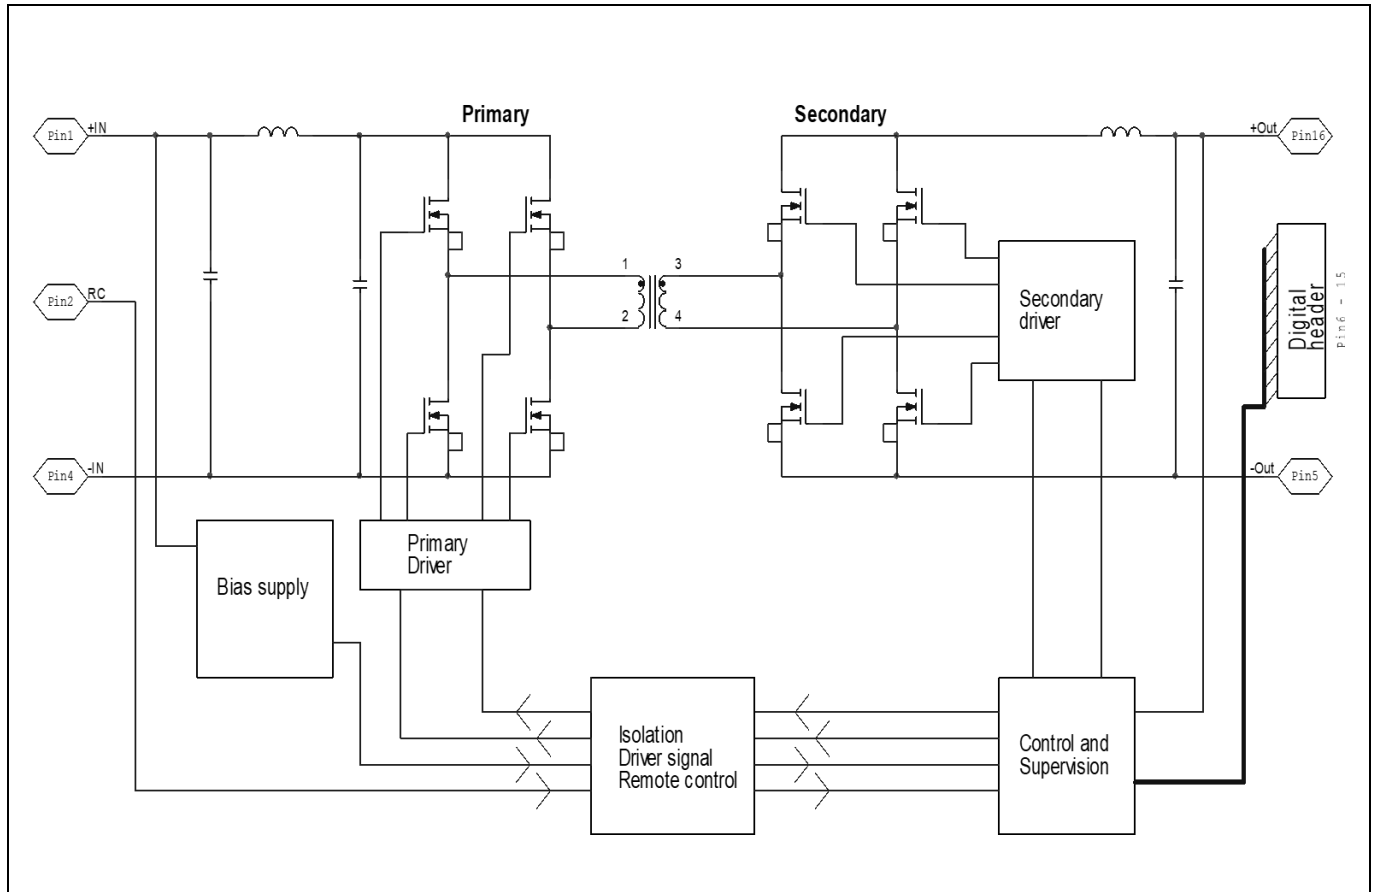 Primary
Secondary
Pin1
+IN
+Out
Pin16
1
3
2
4
Pin2
RC
Secondary
driver
Digital
header
Pin6 - 15
Pin4
-IN
-Out
Pin5
Primary
Driver
Bias supply
Isolation
Driver signal
Remote control
Control and
Supervision